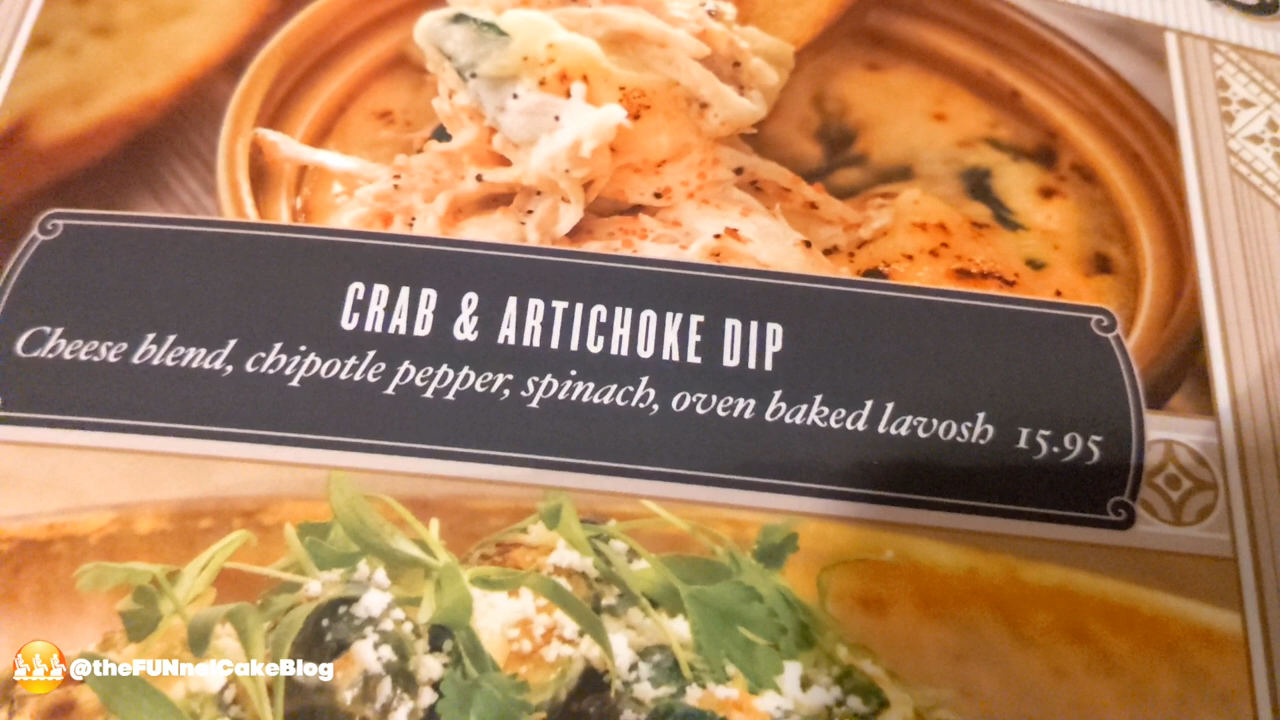 CRAB & ARTICHOKE DIP
Cheese blend, chipotle pepper, spinach, oven baked lavosh 15.95
@theFUNnelCakeBlog